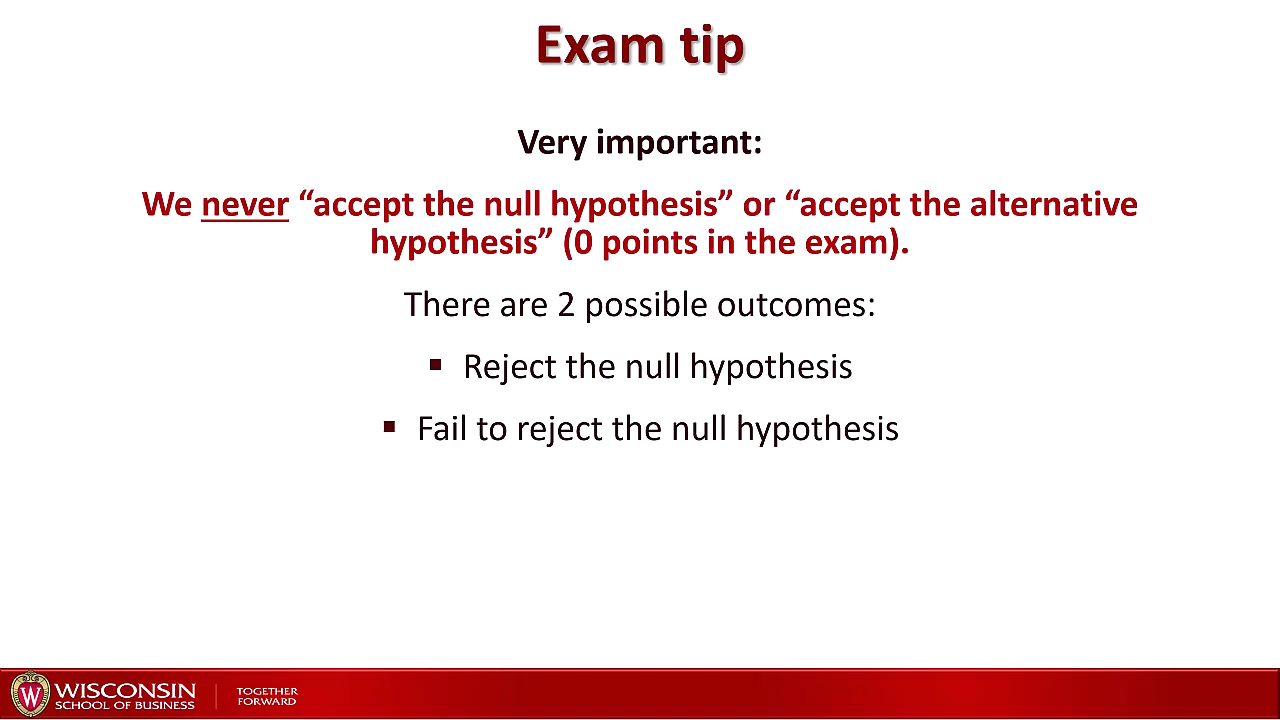 Exam tip
Very important:
We never “accept the null hypothesis” or “accept the alternative
hypothesis” (0 points in the exam).
There are 2 possible outcomes:
▪ Reject the null hypothesis
▪ Fail to reject the null hypothesis
W
WISCONSIN
SCHOOL OF BUSINESS
TOGETHER
FORWARD